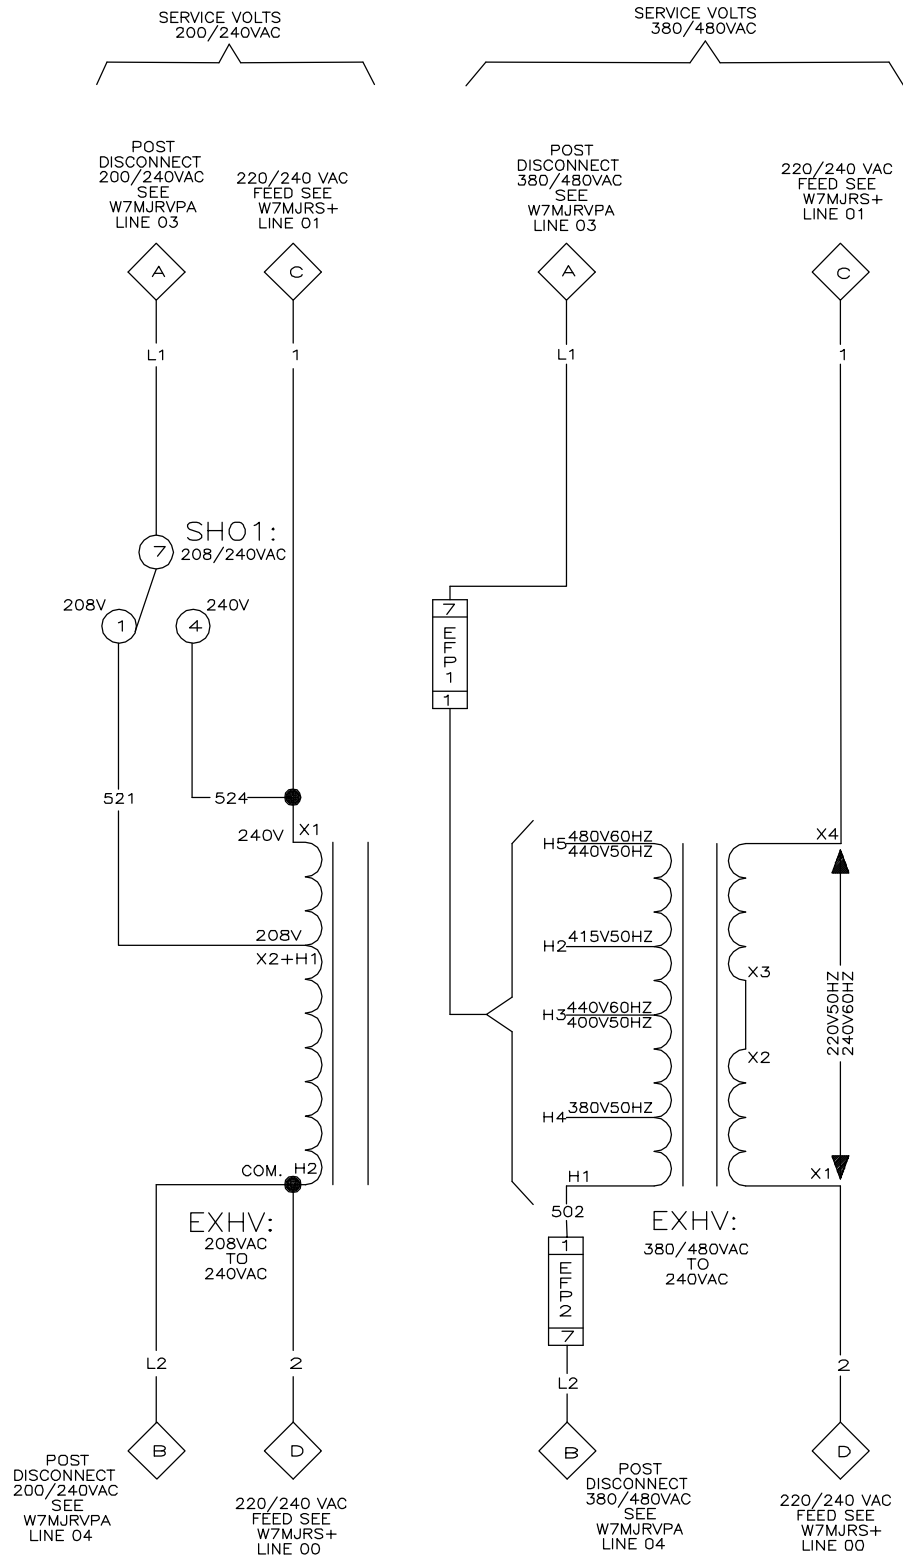 SERVICE VOLTS
200/240VAC
SERVICE VOLTS
380/480VAC
POST
DISCONNECT
200/240VAC
SEE
W7MJRVPA
LINE 03
220/240 VAC
FEED SEE
W7MJRS+
LINE 01
POST
DISCONNECT
380/480VAC
SEE
W7MJRVPA
LINE 03
220/240 VAC
FEED SEE
W7MJRS+
LINE 01
A
C
A
C
L1
1
L1
1
SHO1:
208/240VAC
7
208V
1
4
240V
7
EFP1
1
521
524
240V
X1
208V
X2+H1
COM.
H2
H5
480V60HZ
440V50HZ
H2
415V50HZ
H3
440V60HZ
400V50HZ
H4
380V50HZ
H1
X4
X3
X2
X1
220V50HZ
240V60HZ
EXHV:
208VAC
TO
240VAC
502
1
EFP2
7
EXHV:
380/480VAC
TO
240VAC
L2
2
L2
2
B
D
B
D
POST
DISCONNECT
200/240VAC
SEE
W7MJRVPA
LINE 04
220/240 VAC
FEED SEE
W7MJRS+
LINE 00
POST
DISCONNECT
380/480VAC
SEE
W7MJRVPA
LINE 04
220/240 VAC
FEED SEE
W7MJRS+
LINE 00